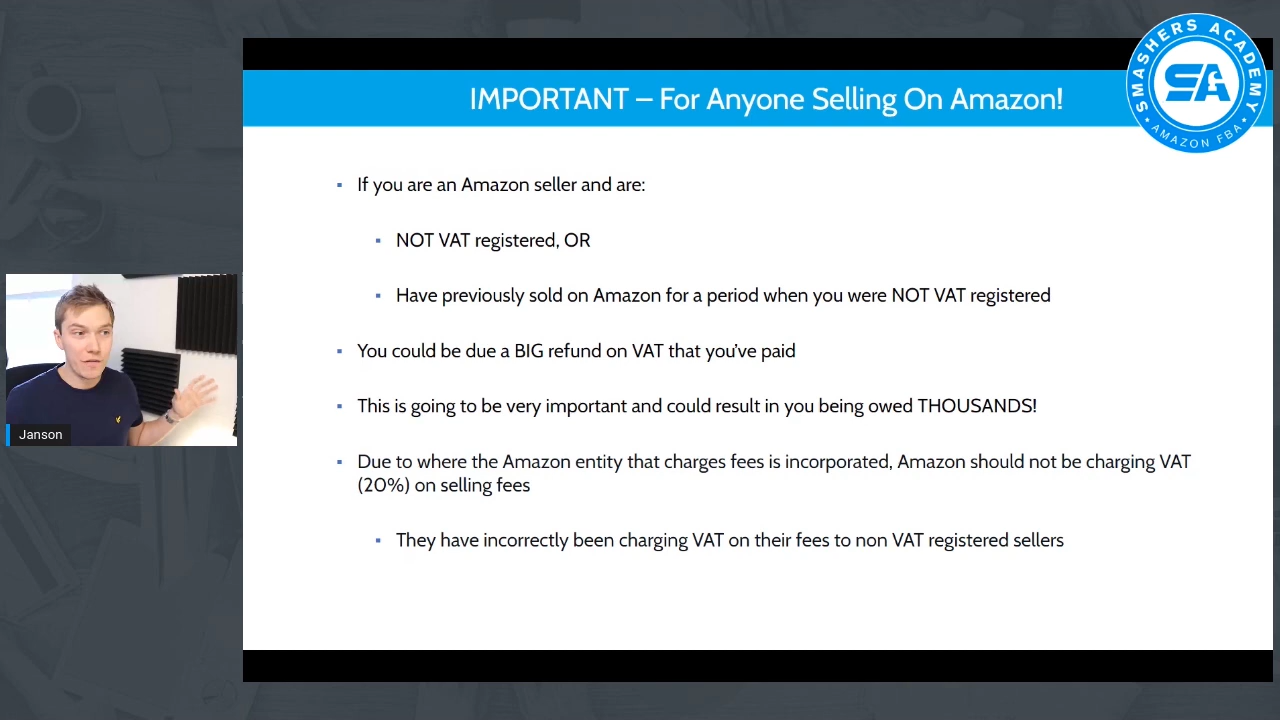 SMASHERS ACADEMY
SA
AMAZON FBA
IMPORTANT – For Anyone Selling On Amazon!
▪ If you are an Amazon seller and are:
▪ NOT VAT registered, OR
▪ Have previously sold on Amazon for a period when you were NOT VAT registered
▪ You could be due a BIG refund on VAT that you’ve paid
▪ This is going to be very important and could result in you being owed THOUSANDS!
▪ Due to where the Amazon entity that charges fees is incorporated, Amazon should not be charging VAT
(20%) on selling fees
▪ They have incorrectly been charging VAT on their fees to non VAT registered sellers
Janson